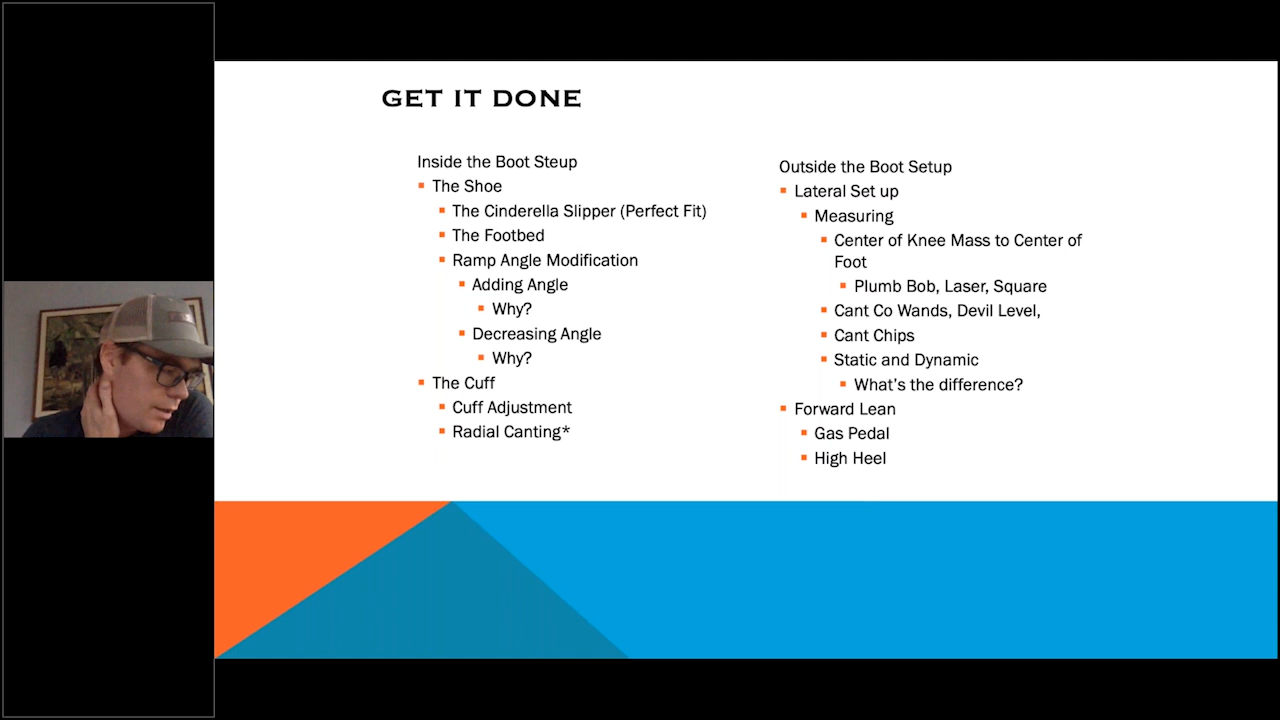 GET IT DONE
Inside the Boot Steup
The Shoe
The Cinderella Slipper (Perfect Fit)
The Footbed
Ramp Angle Modification
Adding Angle
Why?
Decreasing Angle
Why?
The Cuff
Cuff Adjustment
Radial Canting*
Outside the Boot Setup
Lateral Set up
Measuring
Center of Knee Mass to Center of
Foot
Plumb Bob, Laser, Square
Cant Co Wands, Devil Level,
Cant Chips
Static and Dynamic
What's the difference?
Forward Lean
Gas Pedal
High Heel